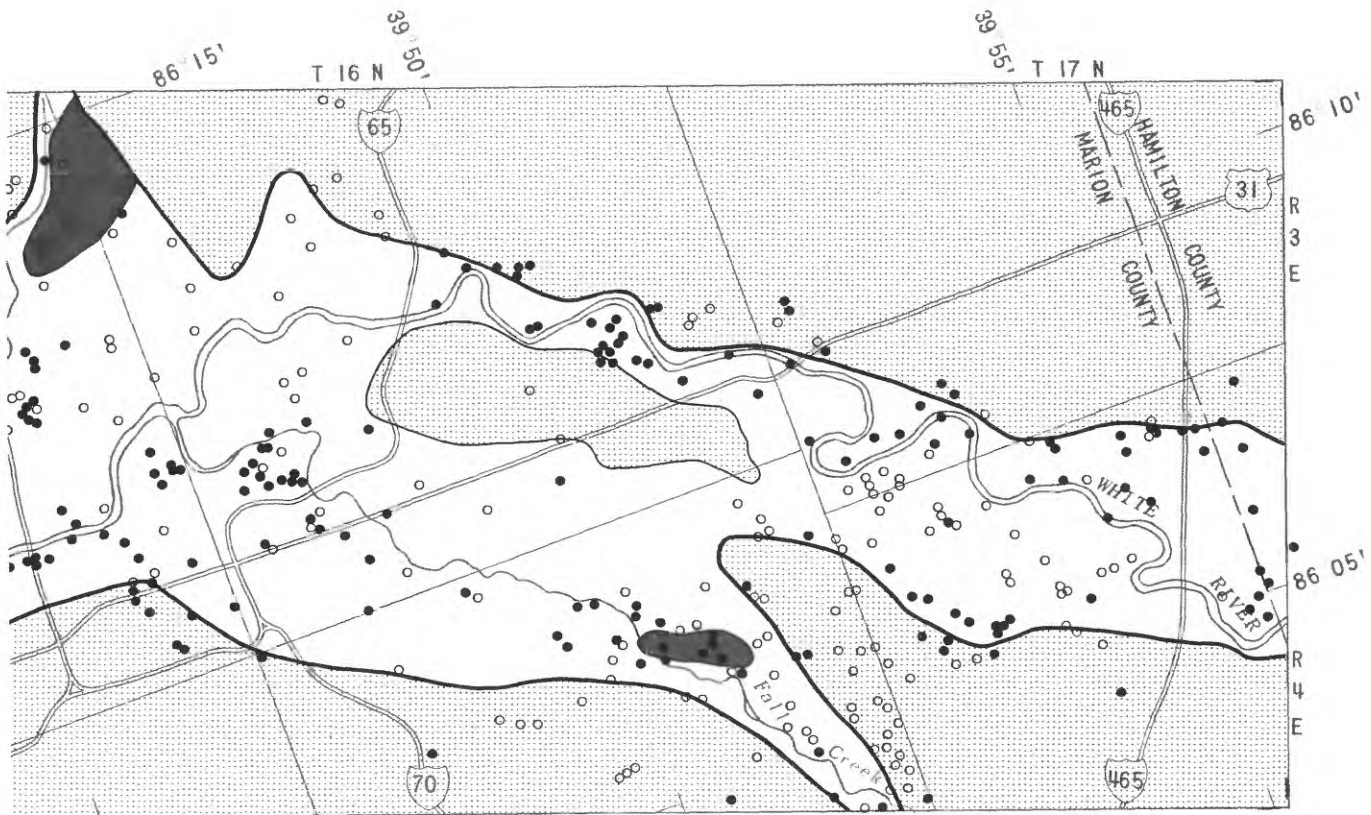 86° 15'
T 16 N
39° 50'
39° 55'
T 17 N
86° 10'
65
465
HAMILTON
COUNTY
MARION
COUNTY
31
R
3
E
WHITE
RIVER
86° 05'
R
4
E
Fall
Creek
70
465